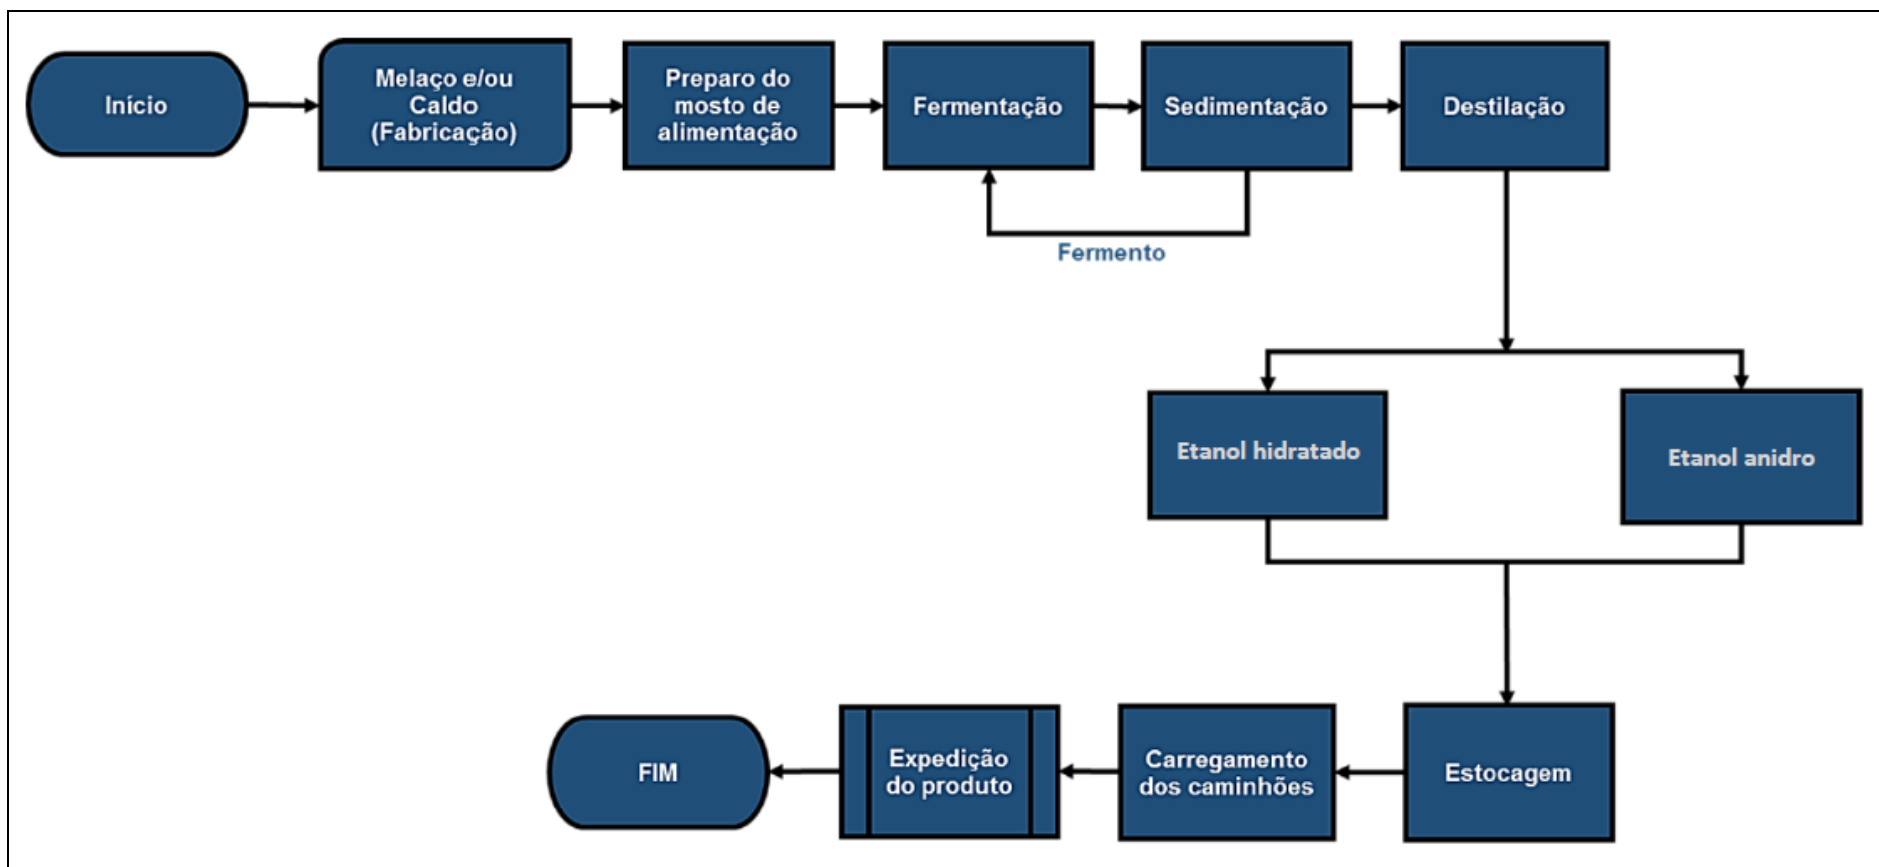 Início
Melaço e/ou
Caldo
(Fabricação)
Preparo do
mosto de
alimentação
Fermentação
Sedimentação
Destilação
Fermento
Etanol hidratado
Etanol anidro
FIM
Expedição
do produto
Carregamento
dos caminhões
Estocagem